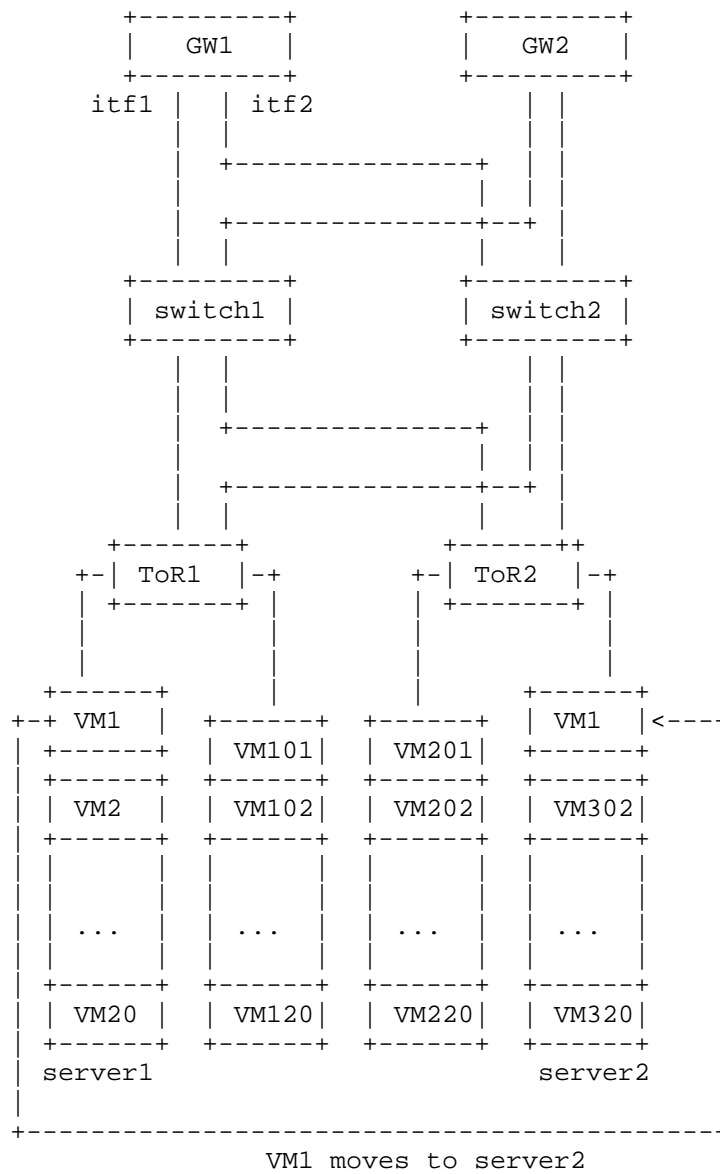 GW1 GW2
itf1 itf2
switch1 switch2
ToR1 ToR2
VM1 VM1
VM101 VM201
VM2 VM102 VM202 VM302
... ... ... ...
VM20 VM120 VM220 VM320
server1 server2
VM1 moves to server2